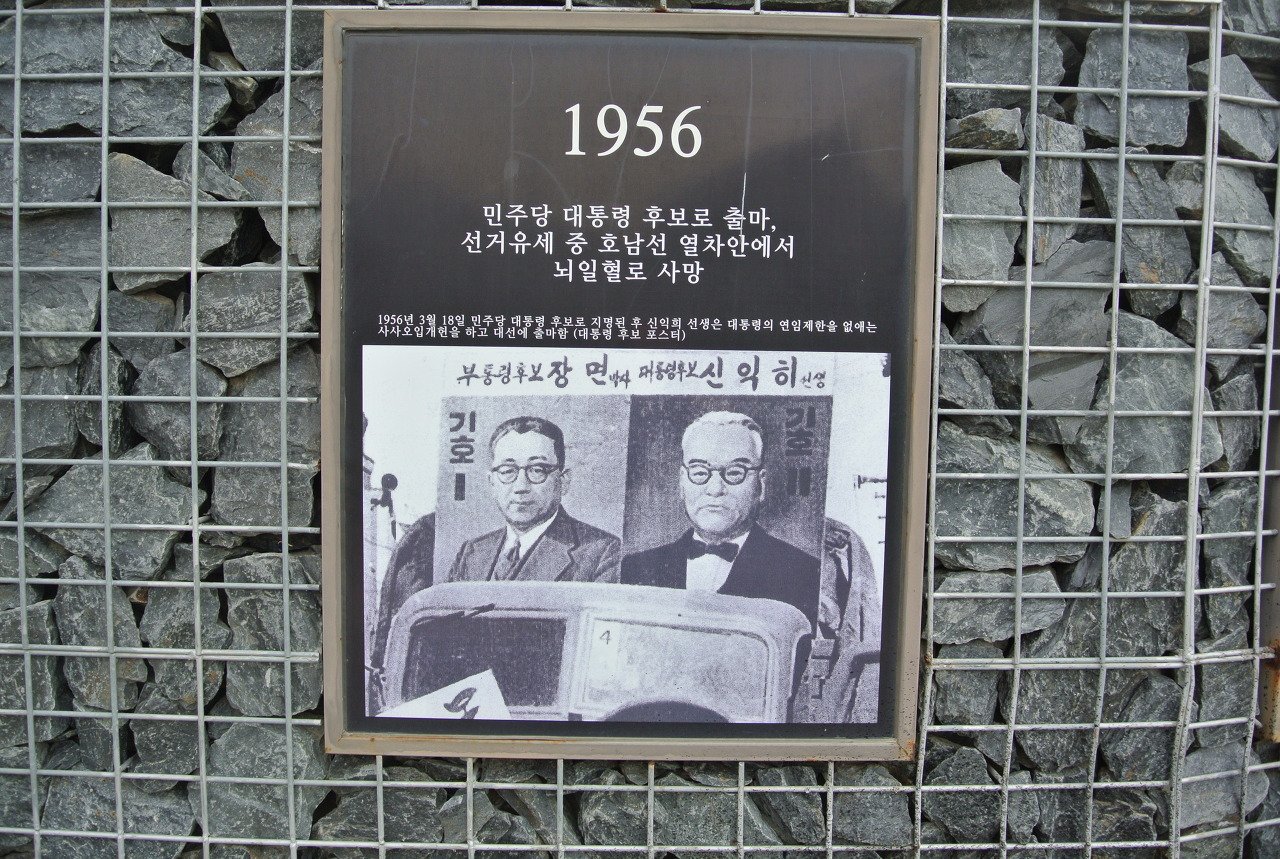 1956
민주당 대통령 후보로 출마,
선거유세 중 호남선 열차안에서
뇌일혈로 사망
1956년 3월 18일 민주당 대통령 후보로 지명된 후 신익희 선생은 대통령의 연임제한을 없애는
사사오입개헌을 하고 대선에 출마함 (대통령 후보 포스터)
부통령후보 장 면 박사 대통령후보 신 익 히 선생
기호 I
기호 II
4